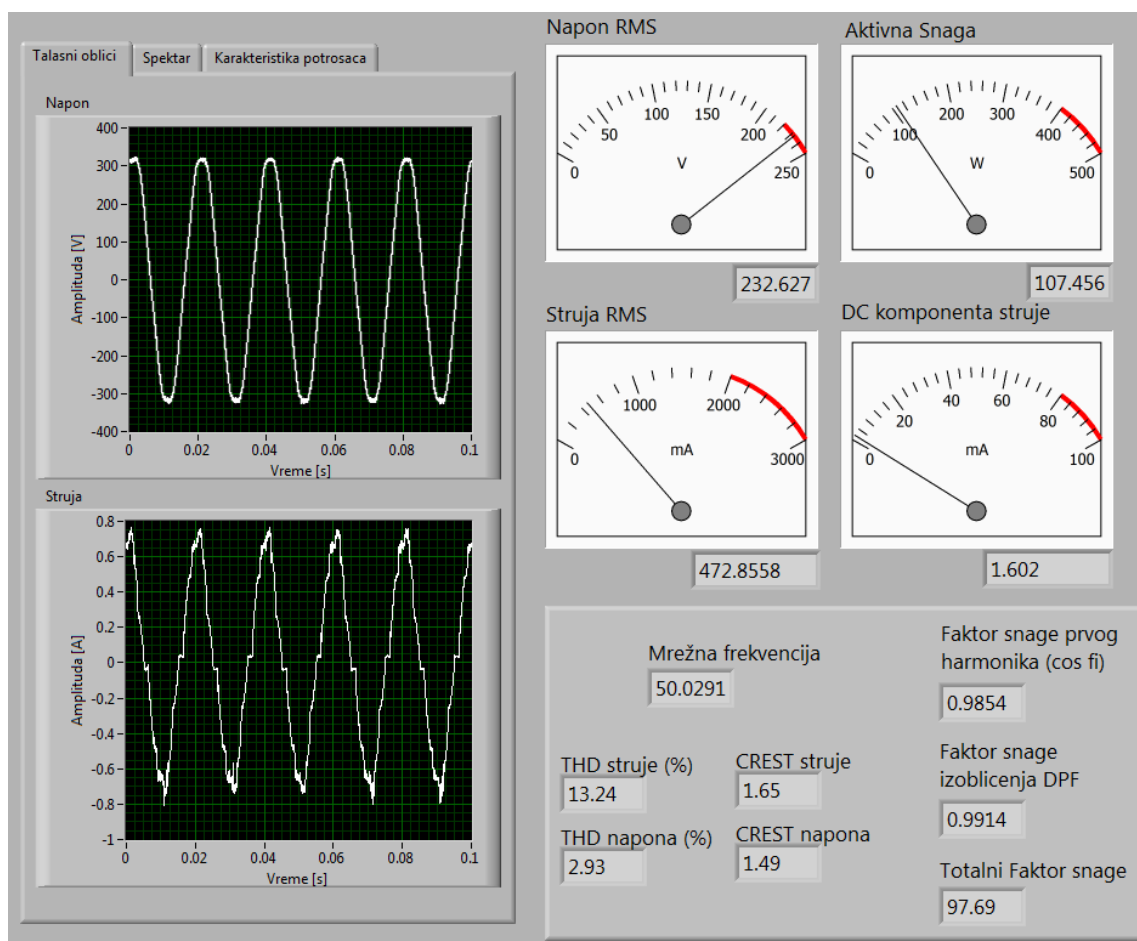 Talasni oblici
Spektar
Karakteristika potrosaca
Napon
400
300
200
100
0
-100
-200
-300
-400
Amplituda [V]
0 0.02 0.04 0.06 0.08 0.1
Vreme [s]
Struja
0.8
0.6
0.4
0.2
0
-0.2
-0.4
-0.6
-0.8
-1
Amplituda [A]
0 0.02 0.04 0.06 0.08 0.1
Vreme [s]
Napon RMS
0 50 100 150 200 250
V
232.627
Aktivna Snaga
0 100 200 300 400 500
W
107.456
Struja RMS
0 1000 2000 3000
mA
472.8558
DC komponenta struje
0 20 40 60 80 100
mA
1.602
Mrežna frekvencija
50.0291
THD struje (%)
13.24
CREST struje
1.65
THD napona (%)
2.93
CREST napona
1.49
Faktor snage prvog
harmonika (cos fi)
0.9854
Faktor snage
izoblicenja DPF
0.9914
Totalni Faktor snage
97.69